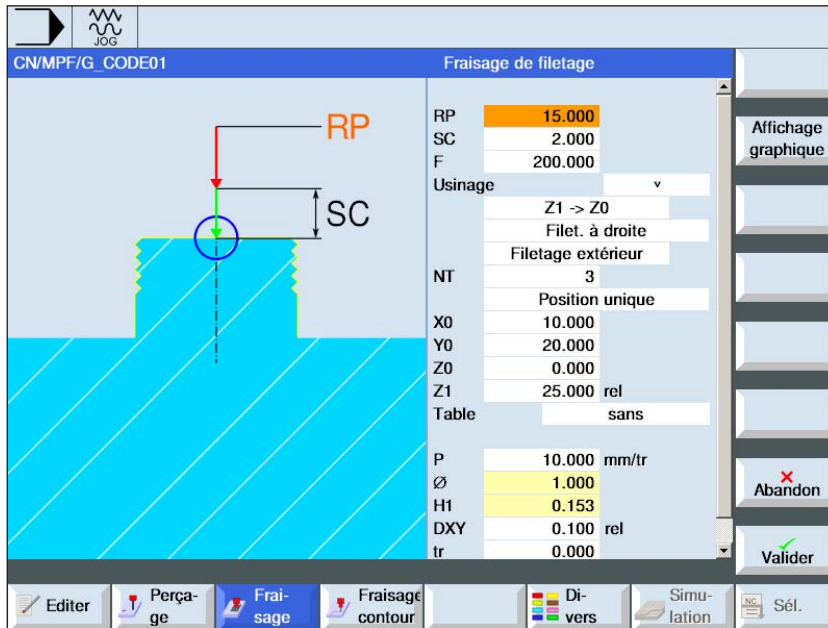 JOG
CN/MPF/G_CODE01
Fraisage de filetage
RP
SC
RP 15.000
SC 2.000
F 200.000
Usinage ∨
Z1 -> Z0
Filet. à droite
Filetage extérieur
NT 3
Position unique
X0 10.000
Y0 20.000
Z0 0.000
Z1 25.000 rel
Table sans
P 10.000 mm/tr
Ø 1.000
H1 0.153
DXY 0.100 rel
tr 0.000
Affichage
graphique
Abandon
Valider
Editer
Perça-
ge
Frai-
sage
Fraisage
contour
Di-
vers
Simu-
lation
NC
Sél.